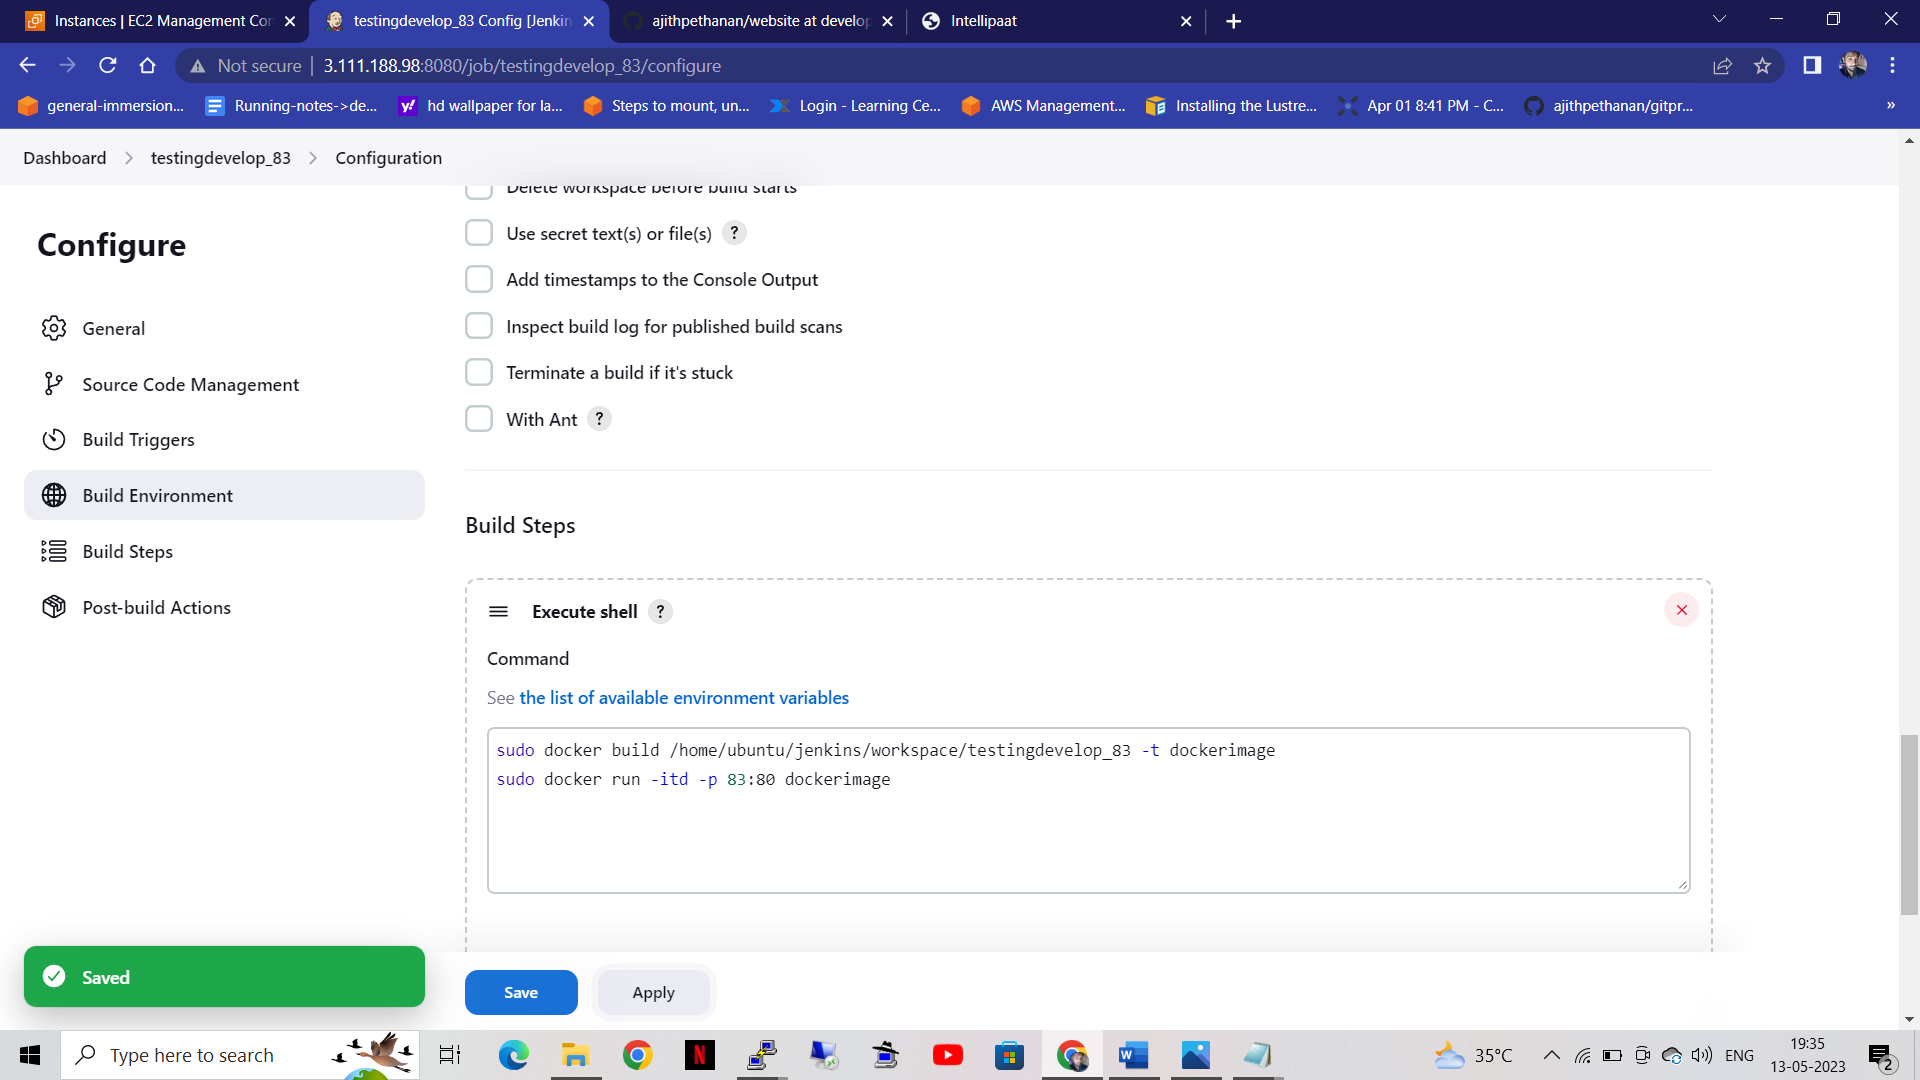 Instances | EC2 Management Con
testingdevelop_83 Config [Jenkin
ajithpethanan/website at develop
Intellipaat
Not secure
3.111.188.98:8080/job/testingdevelop_83/configure
general-immersion...
Running-notes->de...
hd wallpaper for la...
Steps to mount, un...
Login - Learning Ce...
AWS Management...
Installing the Lustre...
Apr 01 8:41 PM - C...
ajithpethanan/gitpr...
»
Dashboard
testingdevelop_83
Configuration
Delete workspace before build starts
Configure
Use secret text(s) or file(s) ?
Add timestamps to the Console Output
General
Inspect build log for published build scans
Source Code Management
Terminate a build if it's stuck
With Ant ?
Build Triggers
Build Environment
Build Steps
Build Steps
Post-build Actions
Execute shell ?
Command
See the list of available environment variables
sudo docker build /home/ubuntu/jenkins/workspace/testingdevelop_83 -t dockerimage
sudo docker run -itd -p 83:80 dockerimage
Saved
Save
Apply
Type here to search
35°C
ENG
19:35
13-05-2023
2